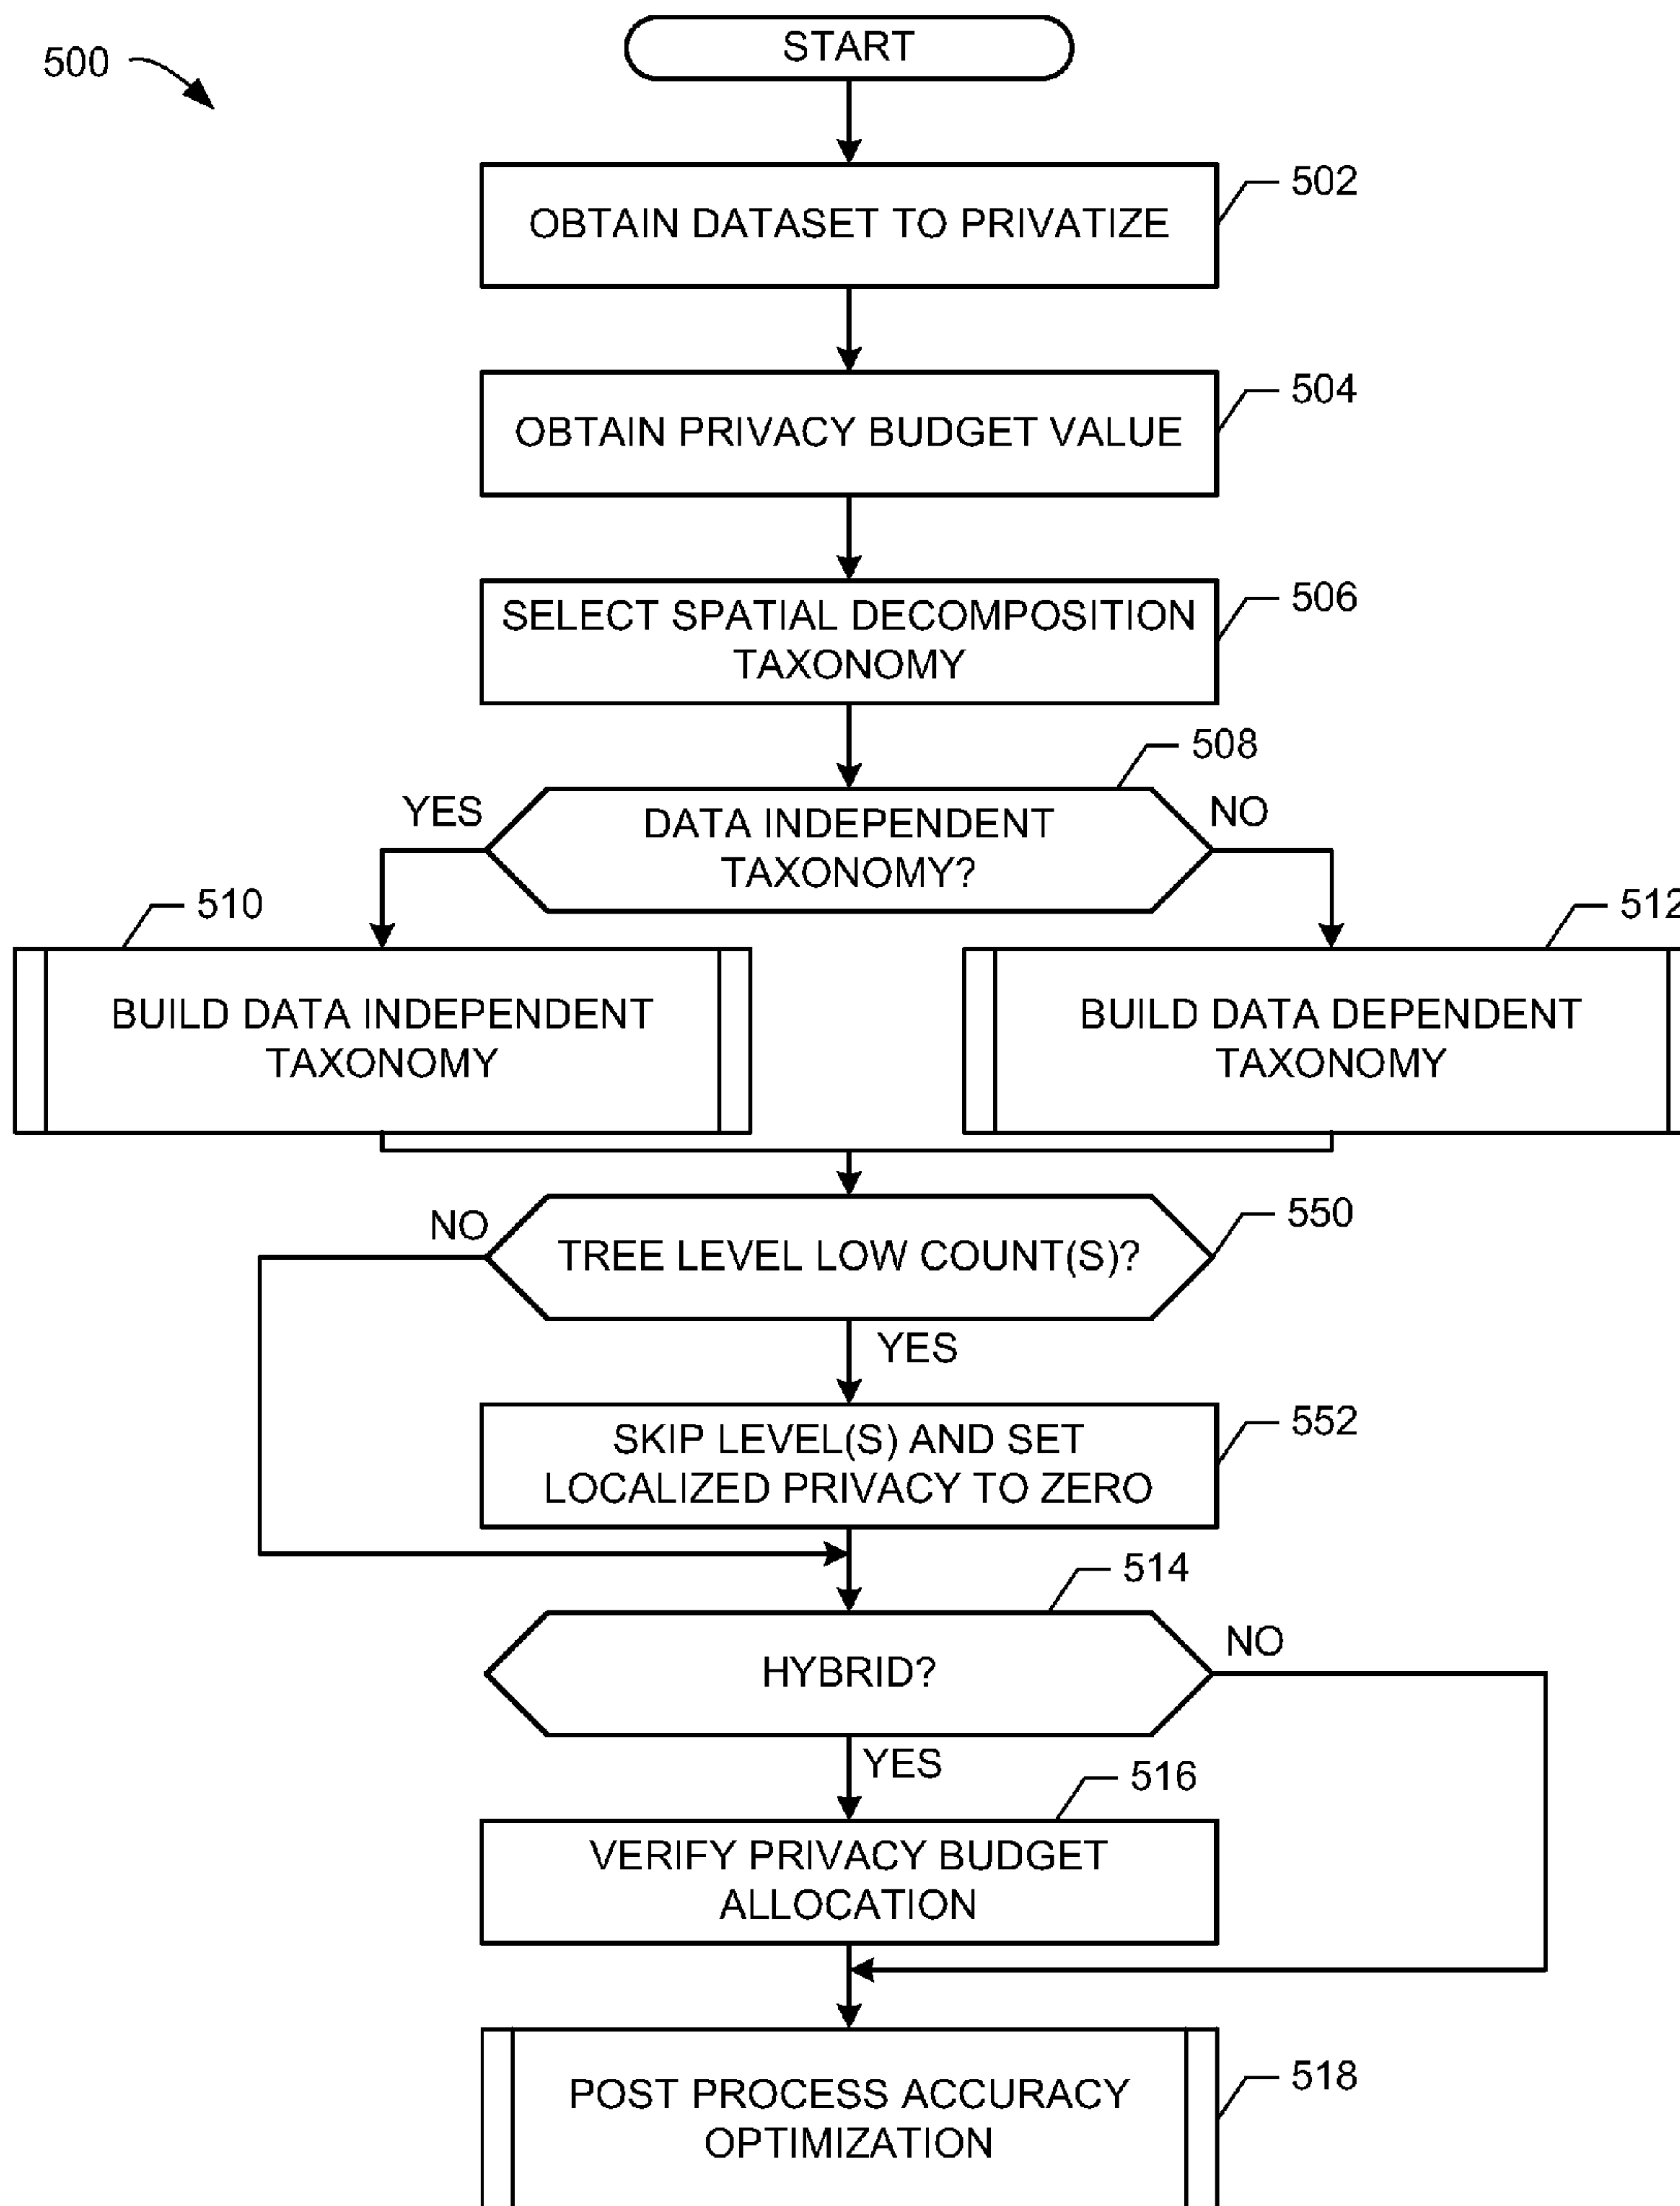 500
START
OBTAIN DATASET TO PRIVATIZE
502
OBTAIN PRIVACY BUDGET VALUE
504
SELECT SPATIAL DECOMPOSITION
TAXONOMY
506
508
YES
DATA INDEPENDENT
TAXONOMY?
NO
510
512
BUILD DATA INDEPENDENT
TAXONOMY
BUILD DATA DEPENDENT
TAXONOMY
NO
TREE LEVEL LOW COUNT(S)?
550
YES
SKIP LEVEL(S) AND SET
LOCALIZED PRIVACY TO ZERO
552
514
HYBRID?
NO
YES
516
VERIFY PRIVACY BUDGET
ALLOCATION
POST PROCESS ACCURACY
OPTIMIZATION
518